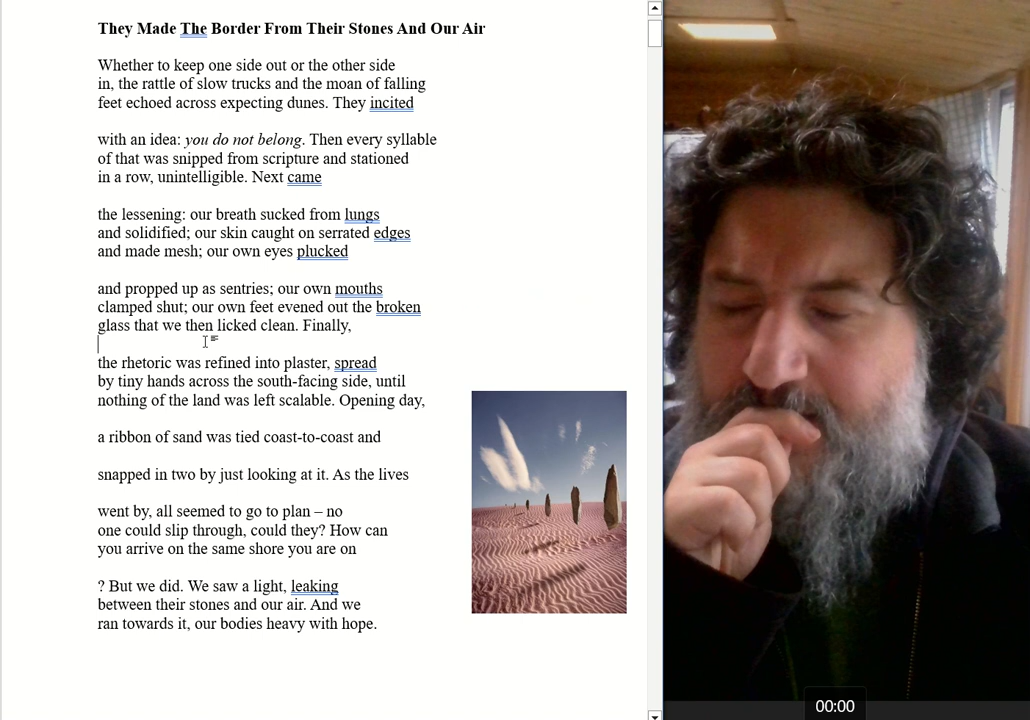 They Made The Border From Their Stones And Our Air
Whether to keep one side out or the other side
in, the rattle of slow trucks and the moan of falling
feet echoed across expecting dunes. They incited
with an idea: you do not belong. Then every syllable
of that was snipped from scripture and stationed
in a row, unintelligible. Next came
the lessening: our breath sucked from lungs
and solidified; our skin caught on serrated edges
and made mesh; our own eyes plucked
and propped up as sentries; our own mouths
clamped shut; our own feet evened out the broken
glass that we then licked clean. Finally,
the rhetoric was refined into plaster, spread
by tiny hands across the south-facing side, until
nothing of the land was left scalable. Opening day,
a ribbon of sand was tied coast-to-coast and
snapped in two by just looking at it. As the lives
went by, all seemed to go to plan – no
one could slip through, could they? How can
you arrive on the same shore you are on
? But we did. We saw a light, leaking
between their stones and our air. And we
ran towards it, our bodies heavy with hope.
00:00